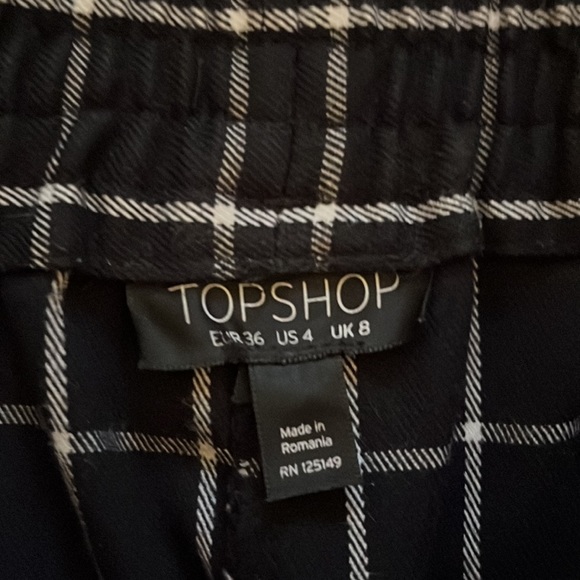 TOPSHOP
EUR 36 US 4 UK 8
Made in
Romania
RN 125149